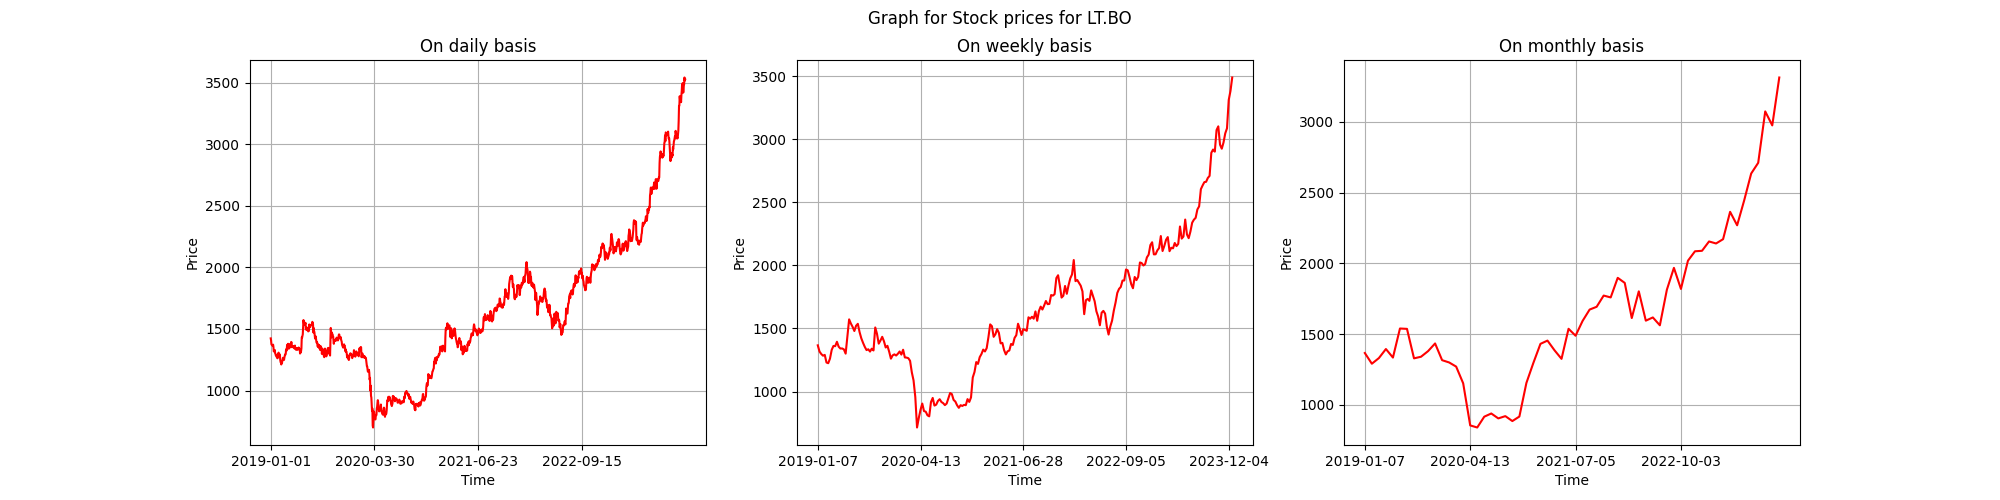 Graph for Stock prices for LT.BO
On daily basis
3500
3000
2500
2000
1500
1000
Price
2019-01-01 2020-03-30 2021-06-23 2022-09-15
Time
On weekly basis
3500
3000
2500
2000
1500
1000
Price
2019-01-07 2020-04-13 2021-06-28 2022-09-05 2023-12-04
Time
On monthly basis
3000
2500
2000
1500
1000
Price
2019-01-07 2020-04-13 2021-07-05 2022-10-03
Time